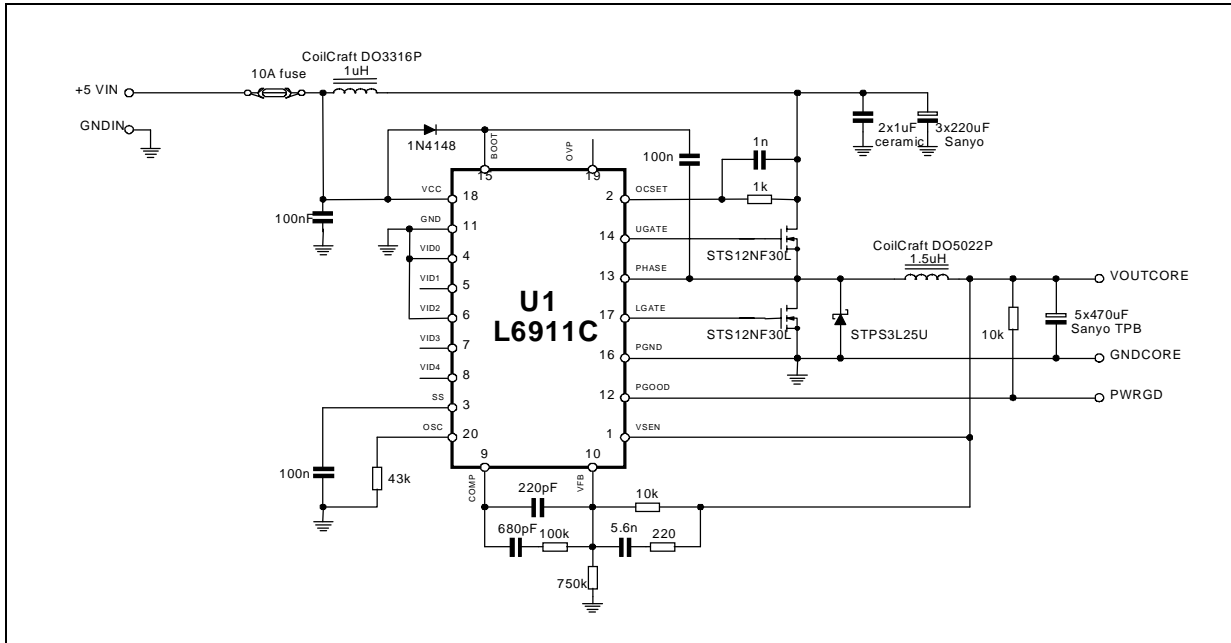 CoilCraft DO3316P
1uH
10A fuse
+5 VIN
GNDIN
1N4148
BOOT
OVP
100n
1n
1k
2x1uF
ceramic
3x220uF
Sanyo
15
19
VCC
18
2
OCSET
100nF
GND
11
14
UGATE
STS12NF30L
VID0
4
CoilCraft DO5022P
1.5uH
VID1
5
13
PHASE
VOUTCORE
U1
L6911C
VID2
6
17
LGATE
STS12NF30L
STPS3L25U
10k
5x470uF
Sanyo TPB
VID3
7
16
PGND
GNDCORE
VID4
8
12
PGOOD
PWRGD
SS
3
OSC
20
1
VSEN
9
10
100n
43k
COMP
VFB
220pF
10k
680pF
100k
5.6n
220
750k